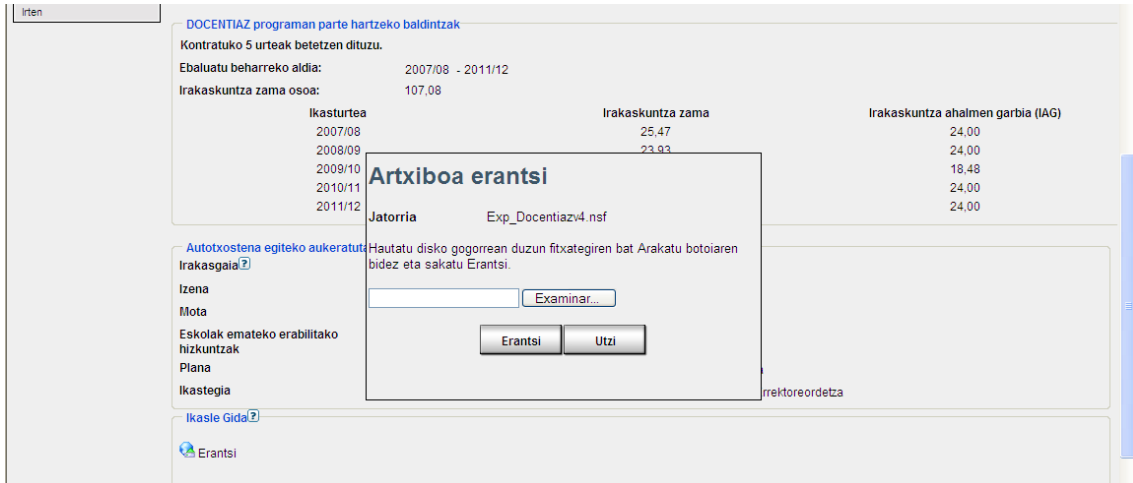 Irten
DOCENTIAZ programan parte hartzeko baldintzak
Kontratuko 5 urteak betetzen dituzu.
Ebaluatu beharreko aldia: 2007/08 - 2011/12
Irakaskuntza zama osoa: 107,08
Ikasturtea Irakaskuntza zama Irakaskuntza ahalmen garbia (IAG)
2007/08 25,47 24,00
2008/09 23,93 24,00
2009/10 18,48
2010/11 24,00
2011/12 24,00
Artxiboa erantsi
Jatorria Exp_Docentiazv4.nsf
Hautatu disko gogorrean duzun fitxategiren bat Arakatu botoiaren
bidez eta sakatu Erantsi.
Examinar...
Erantsi Utzi
Autotxostena egiteko
Irakasgaia?
Izena
Mota
Eskolak emateko erabilitako
hizkuntzak
Plana
Ikastegia rrektoreordetza
Ikasle Gida?
Erantsi